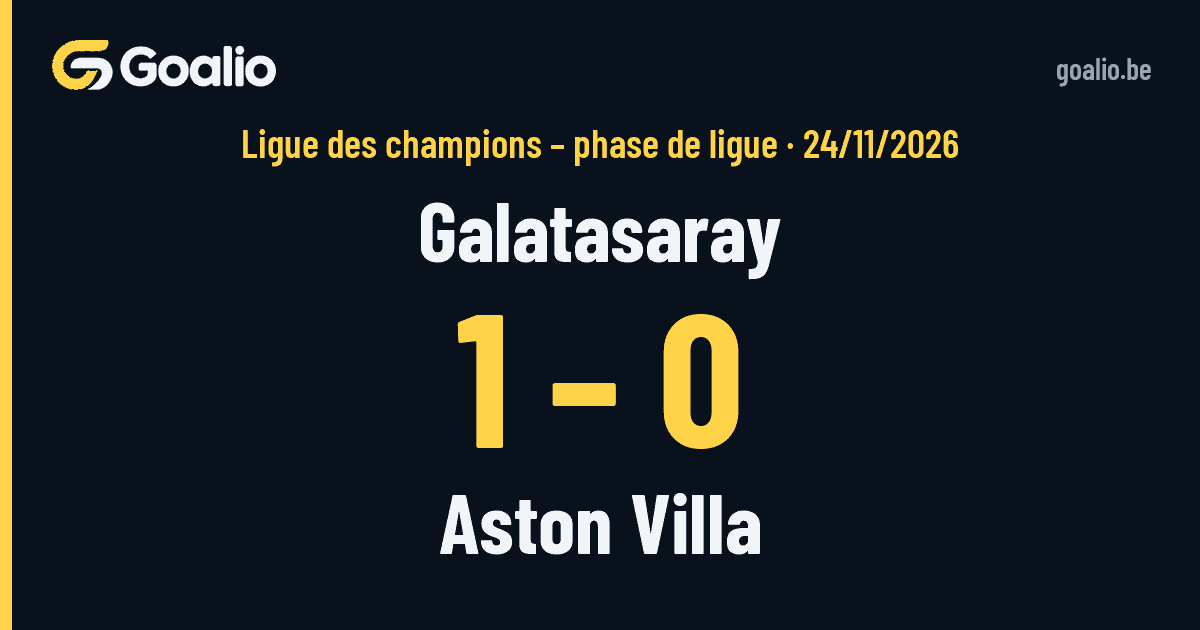 Goalio
goalio.be
Ligue des champions – phase de ligue · 24/11/2026
Galatasaray
1 – 0
Aston Villa